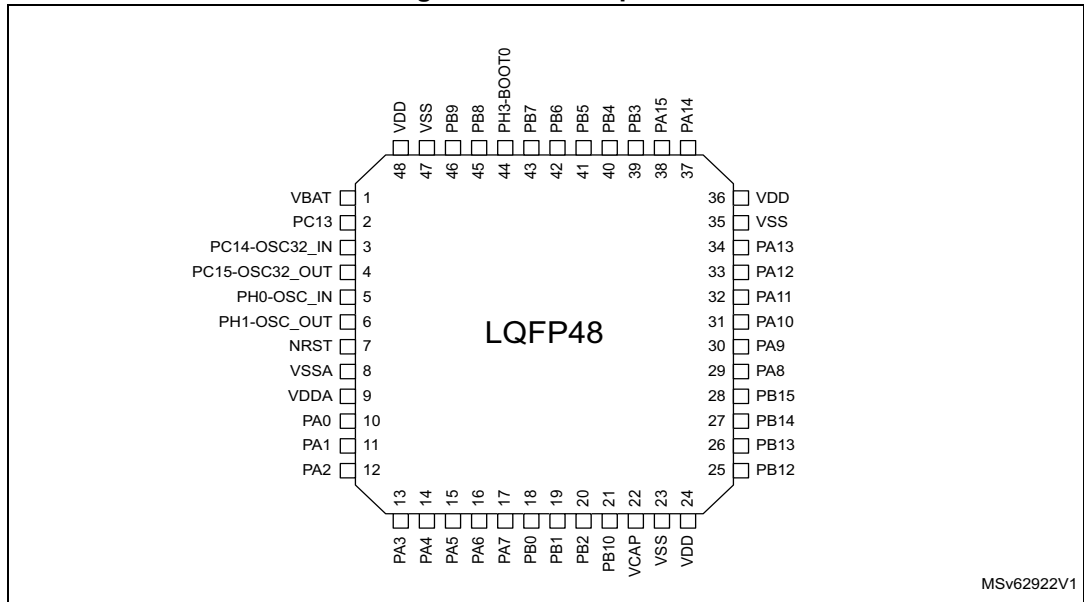 VDD
VSS
PB9
PB8
PH3-BOOT0
PB7
PB6
PB5
PB4
PB3
PA15
PA14
48 47 46 45 44 43 42 41 40 39 38 37
VBAT 1 36 VDD
PC13 2 35 VSS
PC14-OSC32_IN 3 34 PA13
PC15-OSC32_OUT 4 33 PA12
PH0-OSC_IN 5 32 PA11
PH1-OSC_OUT 6 31 PA10
LQFP48
NRST 7 30 PA9
VSSA 8 29 PA8
VDDA 9 28 PB15
PA0 10 27 PB14
PA1 11 26 PB13
PA2 12 25 PB12
13 14 15 16 17 18 19 20 21 22 23 24
PA3
PA4
PA5
PA6
PA7
PB0
PB1
PB2
PB10
VCAP
VSS
VDD
MSv62922V1